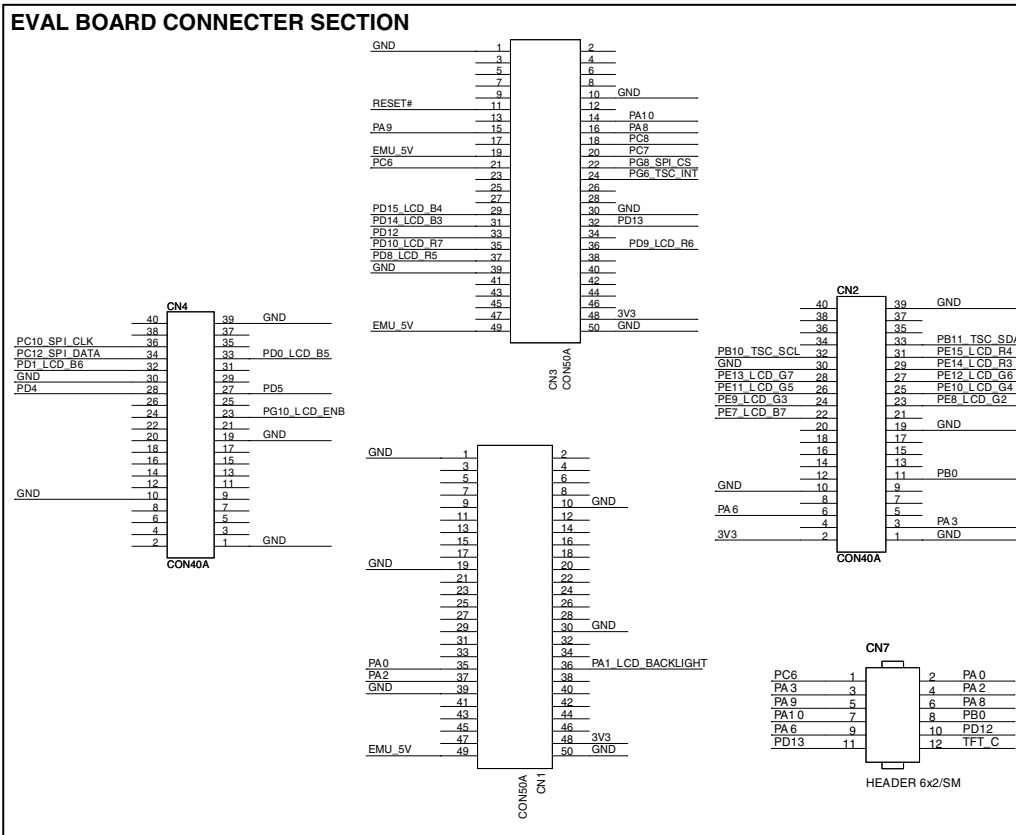 EVAL BOARD CONNECTER SECTION
GND 1 2
3 4
5 6
7 8
9 10 GND
RESET# 11 12
13 14 PA10
PA9 15 16 PA8
17 18 PC8
EMU_5V 19 20 PC7
PC6 21 22 PG8_SPI_CS
23 24 PG6_TSC_INT
25 26
27 28
PD15_LCD_B4 29 30 GND
PD14_LCD_B3 31 32 PD13
PD12 33 34
PD10_LCD_R7 35 36 PD9_LCD_R6
PD8_LCD_R5 37 38
GND 39 40
41 42
43 44
45 46
47 48 3V3
EMU_5V 49 50 GND
CN3
CON50A
CN4
40 39 GND
38 37
PC10_SPI_CLK 36 35
PC12_SPI_DATA 34 33 PD0_LCD_B5
PD1_LCD_B6 32 31
GND 30 29
PD4 28 27 PD5
26 25
24 23 PG10_LCD_ENB
22 21
20 19 GND
18 17
16 15
14 13
12 11
GND 10 9
8 7
6 5
4 3
2 1 GND
CON40A
CN2
40 39 GND
38 37
36 35
34 33 PB11_TSC_SDA
PB10_TSC_SCL 32 31 PE15_LCD_R4
GND 30 29 PE14_LCD_R3
PE13_LCD_G7 28 27 PE12_LCD_G6
PE11_LCD_G5 26 25 PE10_LCD_G4
PE9_LCD_G3 24 23 PE8_LCD_G2
PE7_LCD_B7 22 21
20 19 GND
18 17
16 15
14 13
12 11 PB0
GND 10 9
8 7
PA6 6 5
4 3 PA3
3V3 2 1 GND
CON40A
GND 1 2
3 4
5 6
7 8
9 10 GND
11 12
13 14
15 16
17 18
GND 19 20
21 22
23 24
25 26
27 28
29 30 GND
31 32
33 34
PA0 35 36 PA1_LCD_BACKLIGHT
PA2 37 38
GND 39 40
41 42
43 44
45 46
47 48 3V3
EMU_5V 49 50 GND
CON50A
CN1
CN7
PC6 1 2 PA0
PA3 3 4 PA2
PA9 5 6 PA8
PA10 7 8 PB0
PA6 9 10 PD12
PD13 11 12 TFT_C
HEADER 6x2/SM